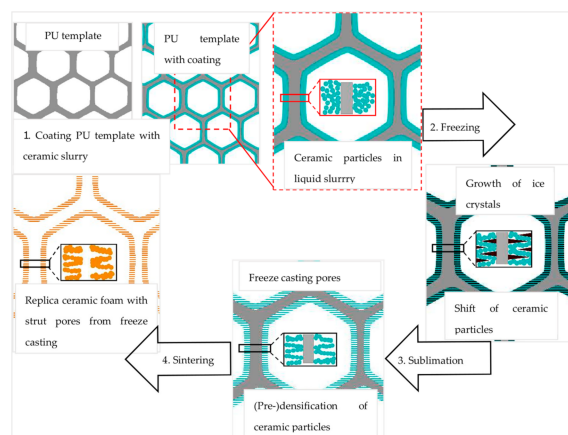 PU template
PU template
with coating
1. Coating PU template with
ceramic slurry
Ceramic particles in
liquid slurrry
2. Freezing
Growth of ice
crystals
Shift of ceramic
particles
3. Sublimation
Freeze casting pores
(Pre-)densification of
ceramic particles
4. Sintering
Replica ceramic foam with
strut pores from freeze
casting